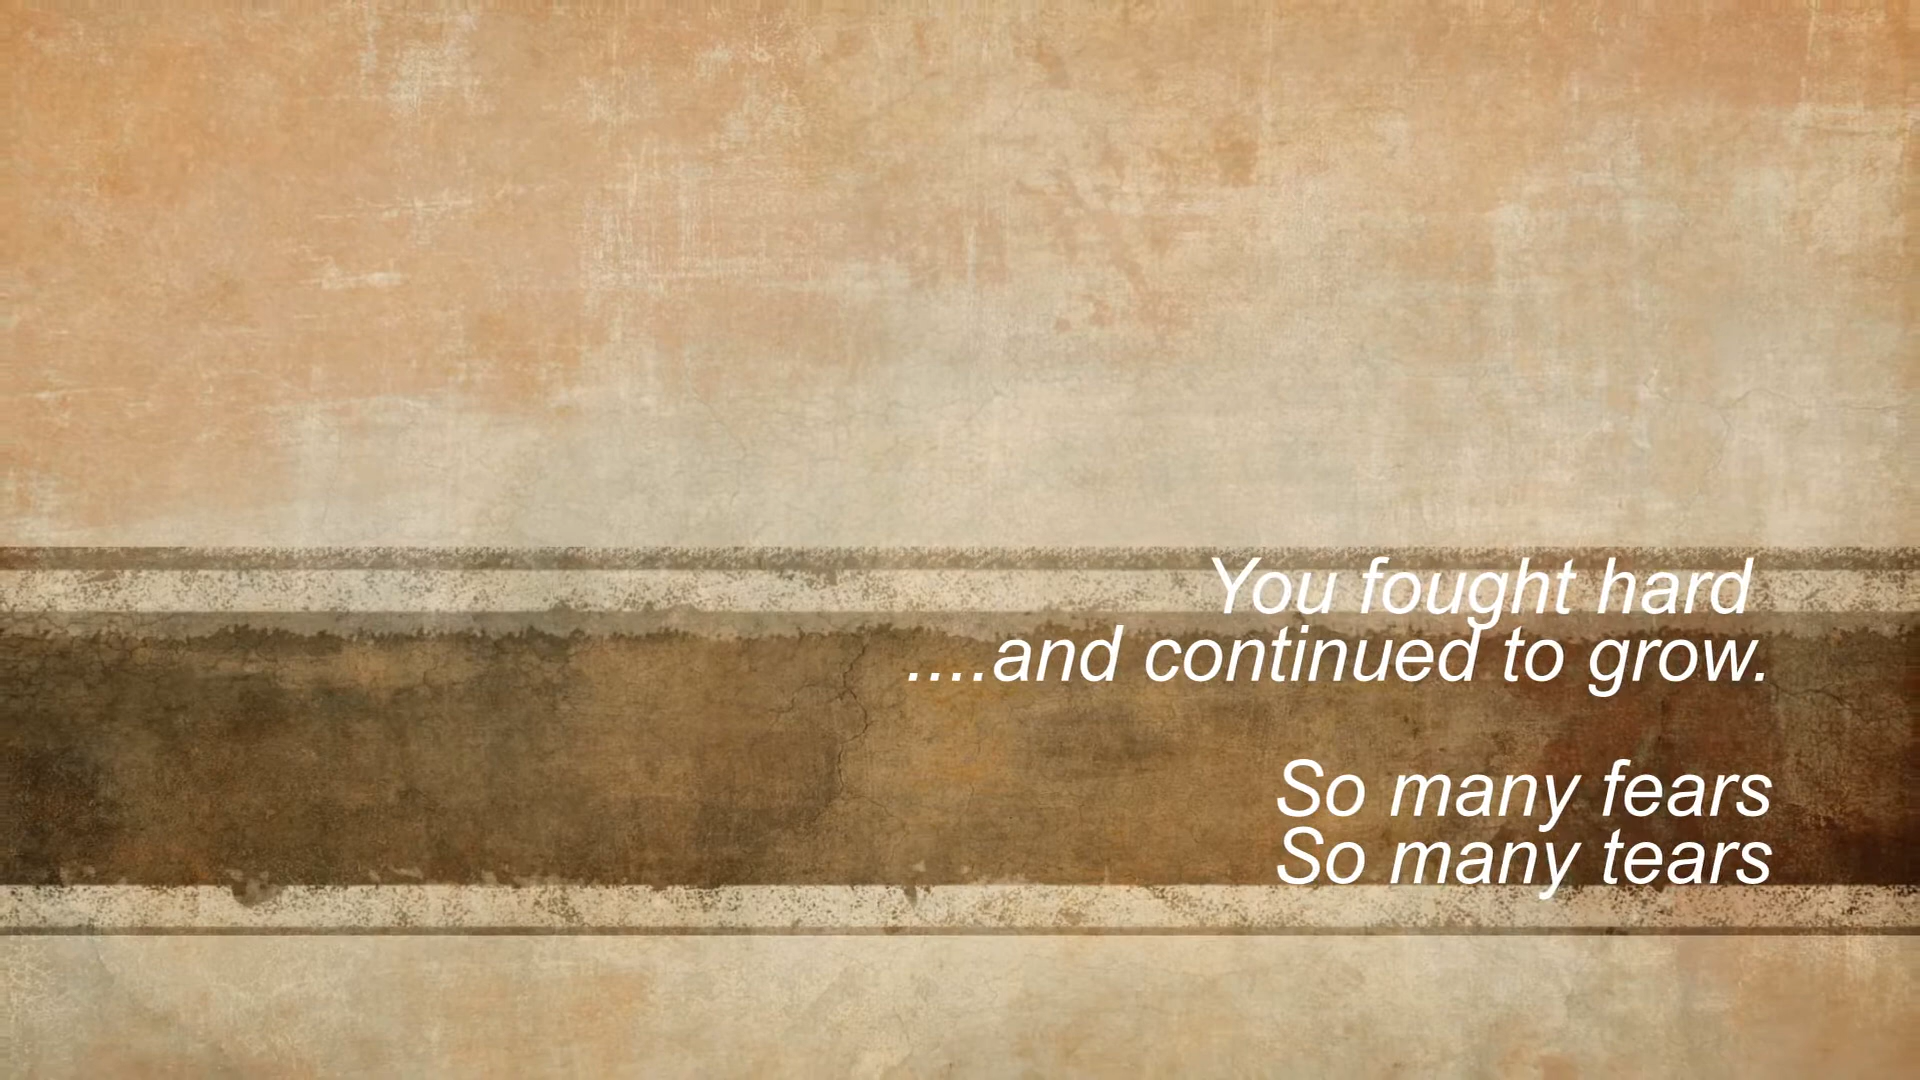 You fought hard
....and continued to grow.
So many fears
So many tears